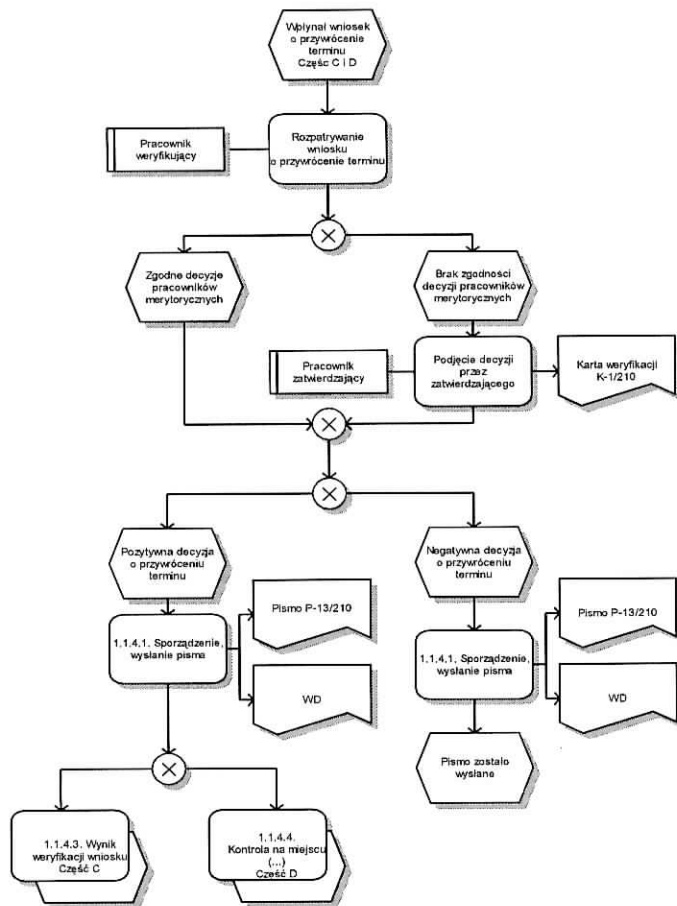 Wpłynął wniosek
o przywrócenie
terminu
Częśc C i D
Rozpatrywanie
wniosku
o przywrócenie terminu
Pracownik
weryfikujący
Zgodne decyzje
pracowników
merytorycznych
Brak zgodności
decyzji pracowników
merytorycznych
Pracownik
zatwierdzający
Podjęcie decyzji
przez
zatwierdzającego
Karta weryfikacji
K-1/210
Pozytywna decyzja
o przywróceniu
terminu
Negatywna decyzja
o przywróceniu
terminu
1.1.4.1. Sporządzenie,
wysłanie pisma
Pismo P-13/210
WD
1.1.4.1. Sporządzenie,
wysłanie pisma
Pismo P-13/210
WD
Pismo zostało
wysłane
1.1.4.3. Wynik
weryfikacji wniosku
Część C
1.1.4.4.
Kontrola na miejscu
(...)
Część D